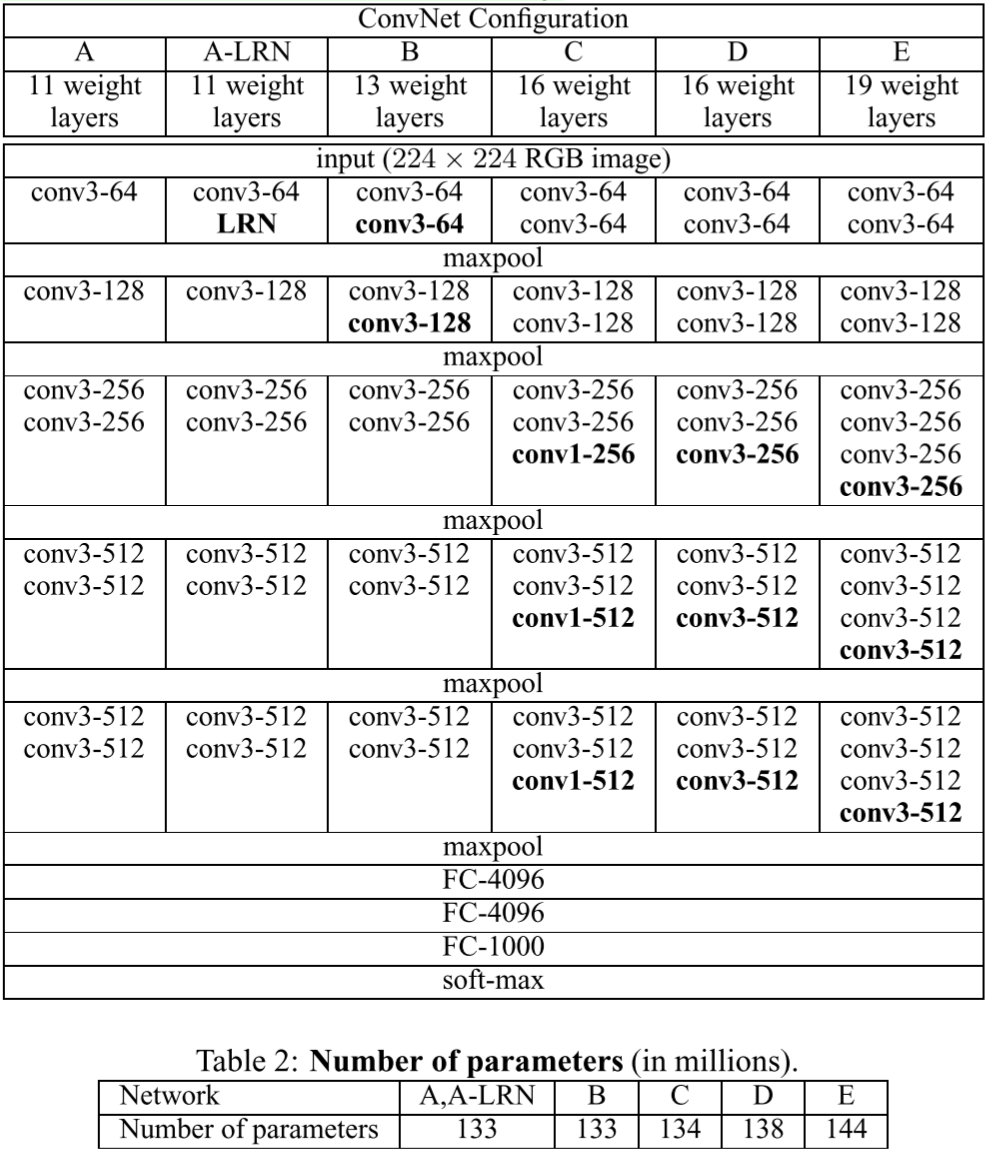 ConvNet Configuration
A A-LRN B C D E
11 weight 11 weight 13 weight 16 weight 16 weight 19 weight
layers layers layers layers layers layers
input (224 × 224 RGB image)
conv3-64 conv3-64 conv3-64 conv3-64 conv3-64 conv3-64
LRN conv3-64 conv3-64 conv3-64 conv3-64
maxpool
conv3-128 conv3-128 conv3-128 conv3-128 conv3-128 conv3-128
conv3-128 conv3-128 conv3-128 conv3-128
maxpool
conv3-256 conv3-256 conv3-256 conv3-256 conv3-256 conv3-256
conv3-256 conv3-256 conv3-256 conv3-256 conv3-256 conv3-256
conv1-256 conv3-256 conv3-256
conv3-256
maxpool
conv3-512 conv3-512 conv3-512 conv3-512 conv3-512 conv3-512
conv3-512 conv3-512 conv3-512 conv3-512 conv3-512 conv3-512
conv1-512 conv3-512 conv3-512
conv3-512
maxpool
conv3-512 conv3-512 conv3-512 conv3-512 conv3-512 conv3-512
conv3-512 conv3-512 conv3-512 conv3-512 conv3-512 conv3-512
conv1-512 conv3-512 conv3-512
conv3-512
maxpool
FC-4096
FC-4096
FC-1000
soft-max
Table 2: Number of parameters (in millions).
Network A,A-LRN B C D E
Number of parameters 133 133 134 138 144